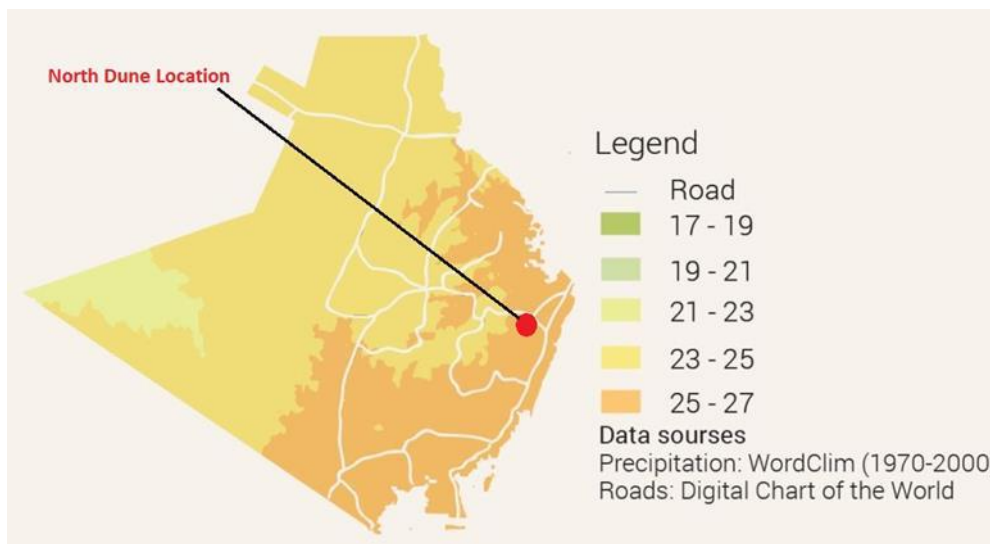 North Dune Location
Legend
Road
17 - 19
19 - 21
21 - 23
23 - 25
25 - 27
Data sourses
Precipitation: WordClim (1970-2000
Roads: Digital Chart of the World